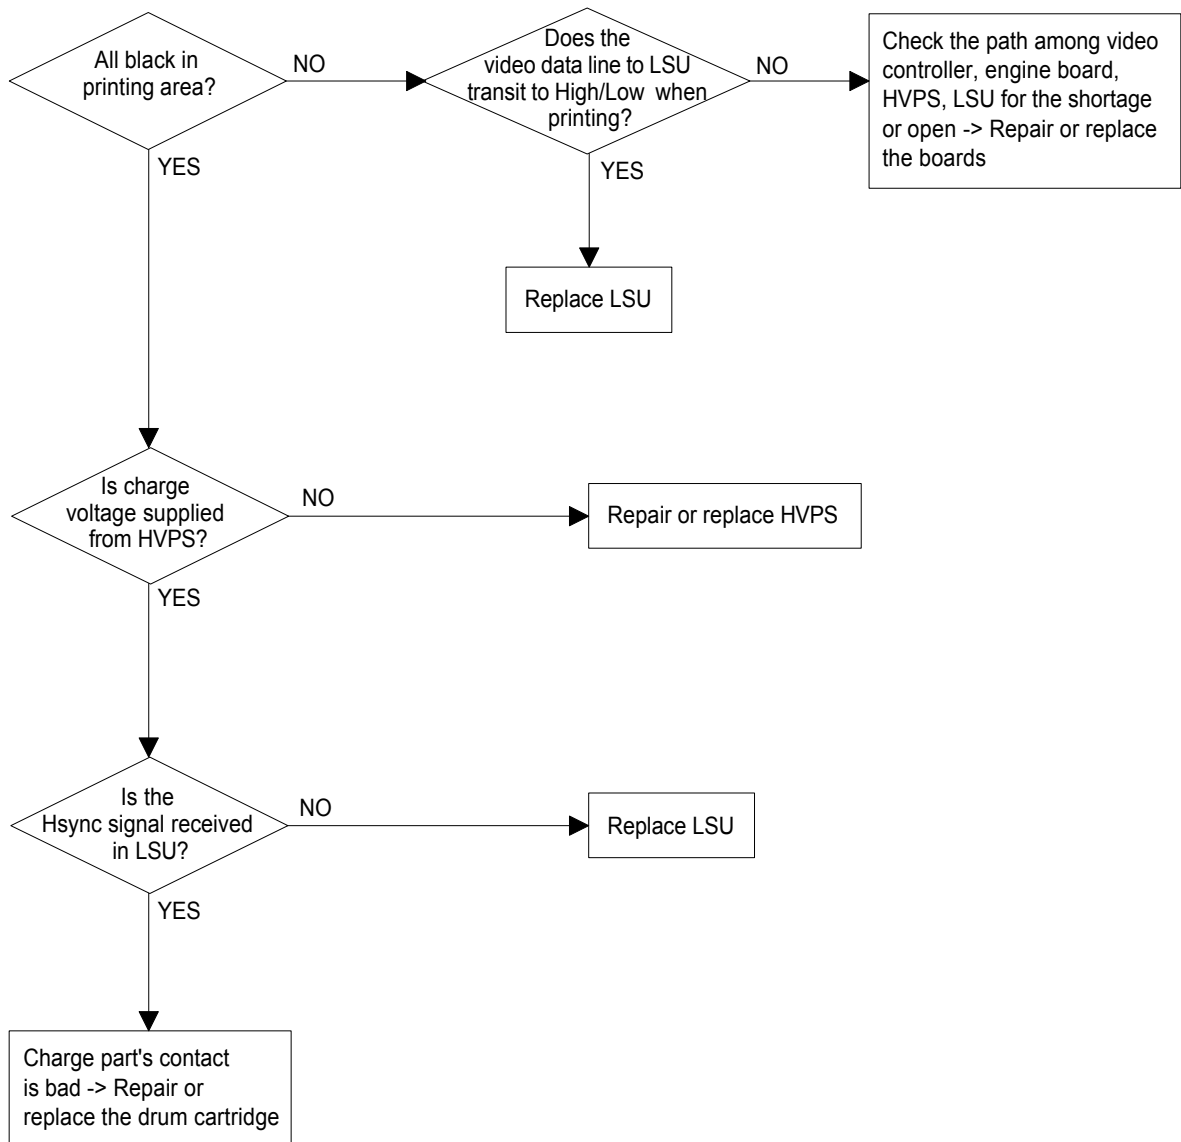 All black in
printing area?
NO
Does the
video data line to LSU
transit to High/Low when
printing?
NO
Check the path among video
controller, engine board,
HVPS, LSU for the shortage
or open -> Repair or replace
the boards
YES
YES
Replace LSU
Is charge
voltage supplied
from HVPS?
NO
Repair or replace HVPS
YES
Is the
Hsync signal received
in LSU?
NO
Replace LSU
YES
Charge part's contact
is bad -> Repair or
replace the drum cartridge